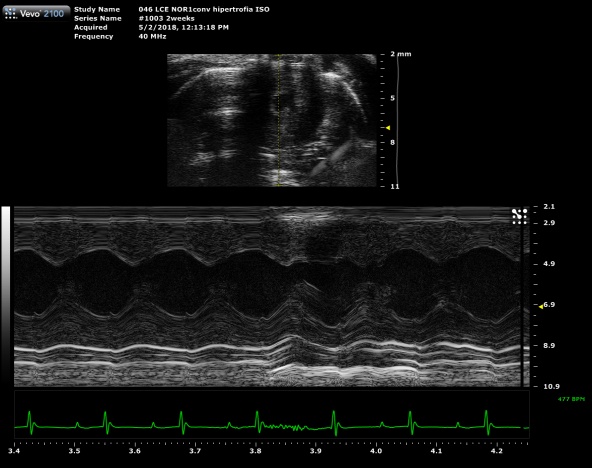 Vevo 2100
Study Name 046 LCE NOR1conv hipertrofia ISO
Series Name #1003 2weeks
Acquired 5/2/2018, 12:13:18 PM
Frequency 40 MHz
2 mm
5
8
11
2.1
2.9
4.9
6.9
8.9
10.9
477 BPM
3.4 3.5 3.6 3.7 3.8 3.9 4.0 4.1 4.2